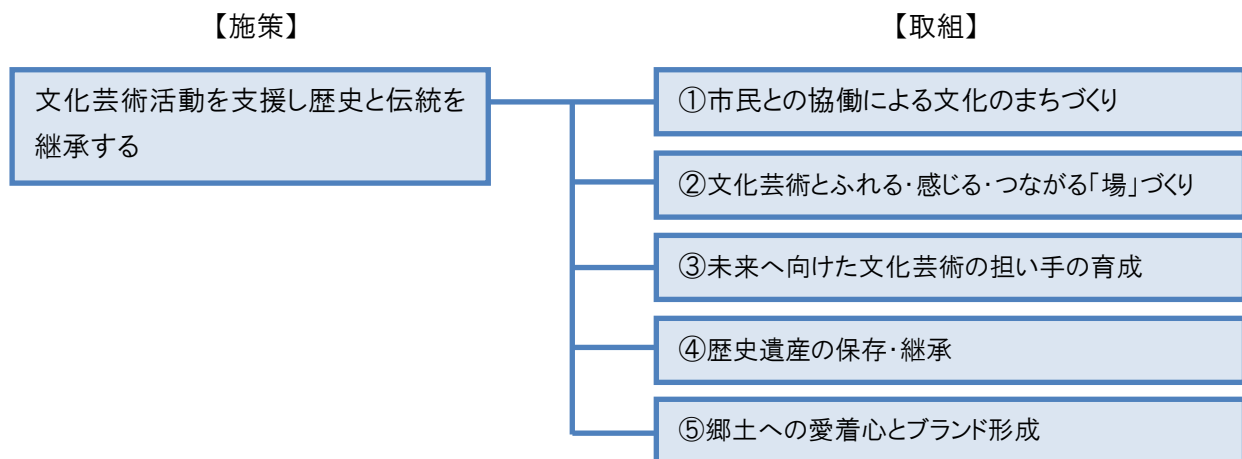 【施策】
【取組】
文化芸術活動を支援し歴史と伝統を
継承する
①市民との協働による文化のまちづくり
②文化芸術とふれる・感じる・つながる「場」づくり
③未来へ向けた文化芸術の担い手の育成
④歴史遺産の保存・継承
⑤郷土への愛着心とブランド形成